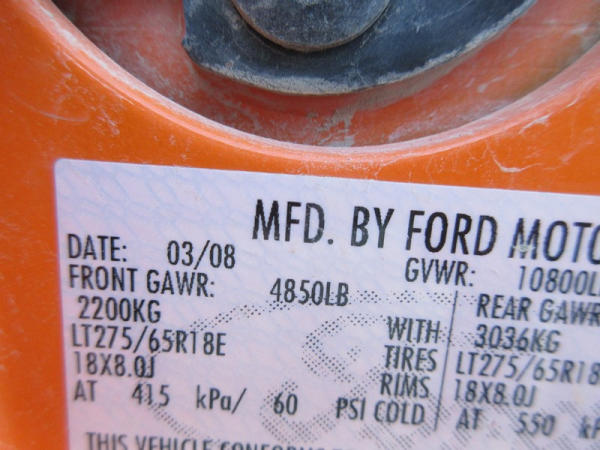 MFD. BY FORD MOTO
DATE: 03/08 GVWR: 10800L
FRONT GAWR: 4850LB REAR GAWR
2200KG WITH 3036KG
LT275/65R18E TIRES LT275/65R18
18X8.0J RIMS 18X8.0J
AT 415 kPa/ 60 PSI COLD AT 550 kP
THIS VEHICLE CONFORMS